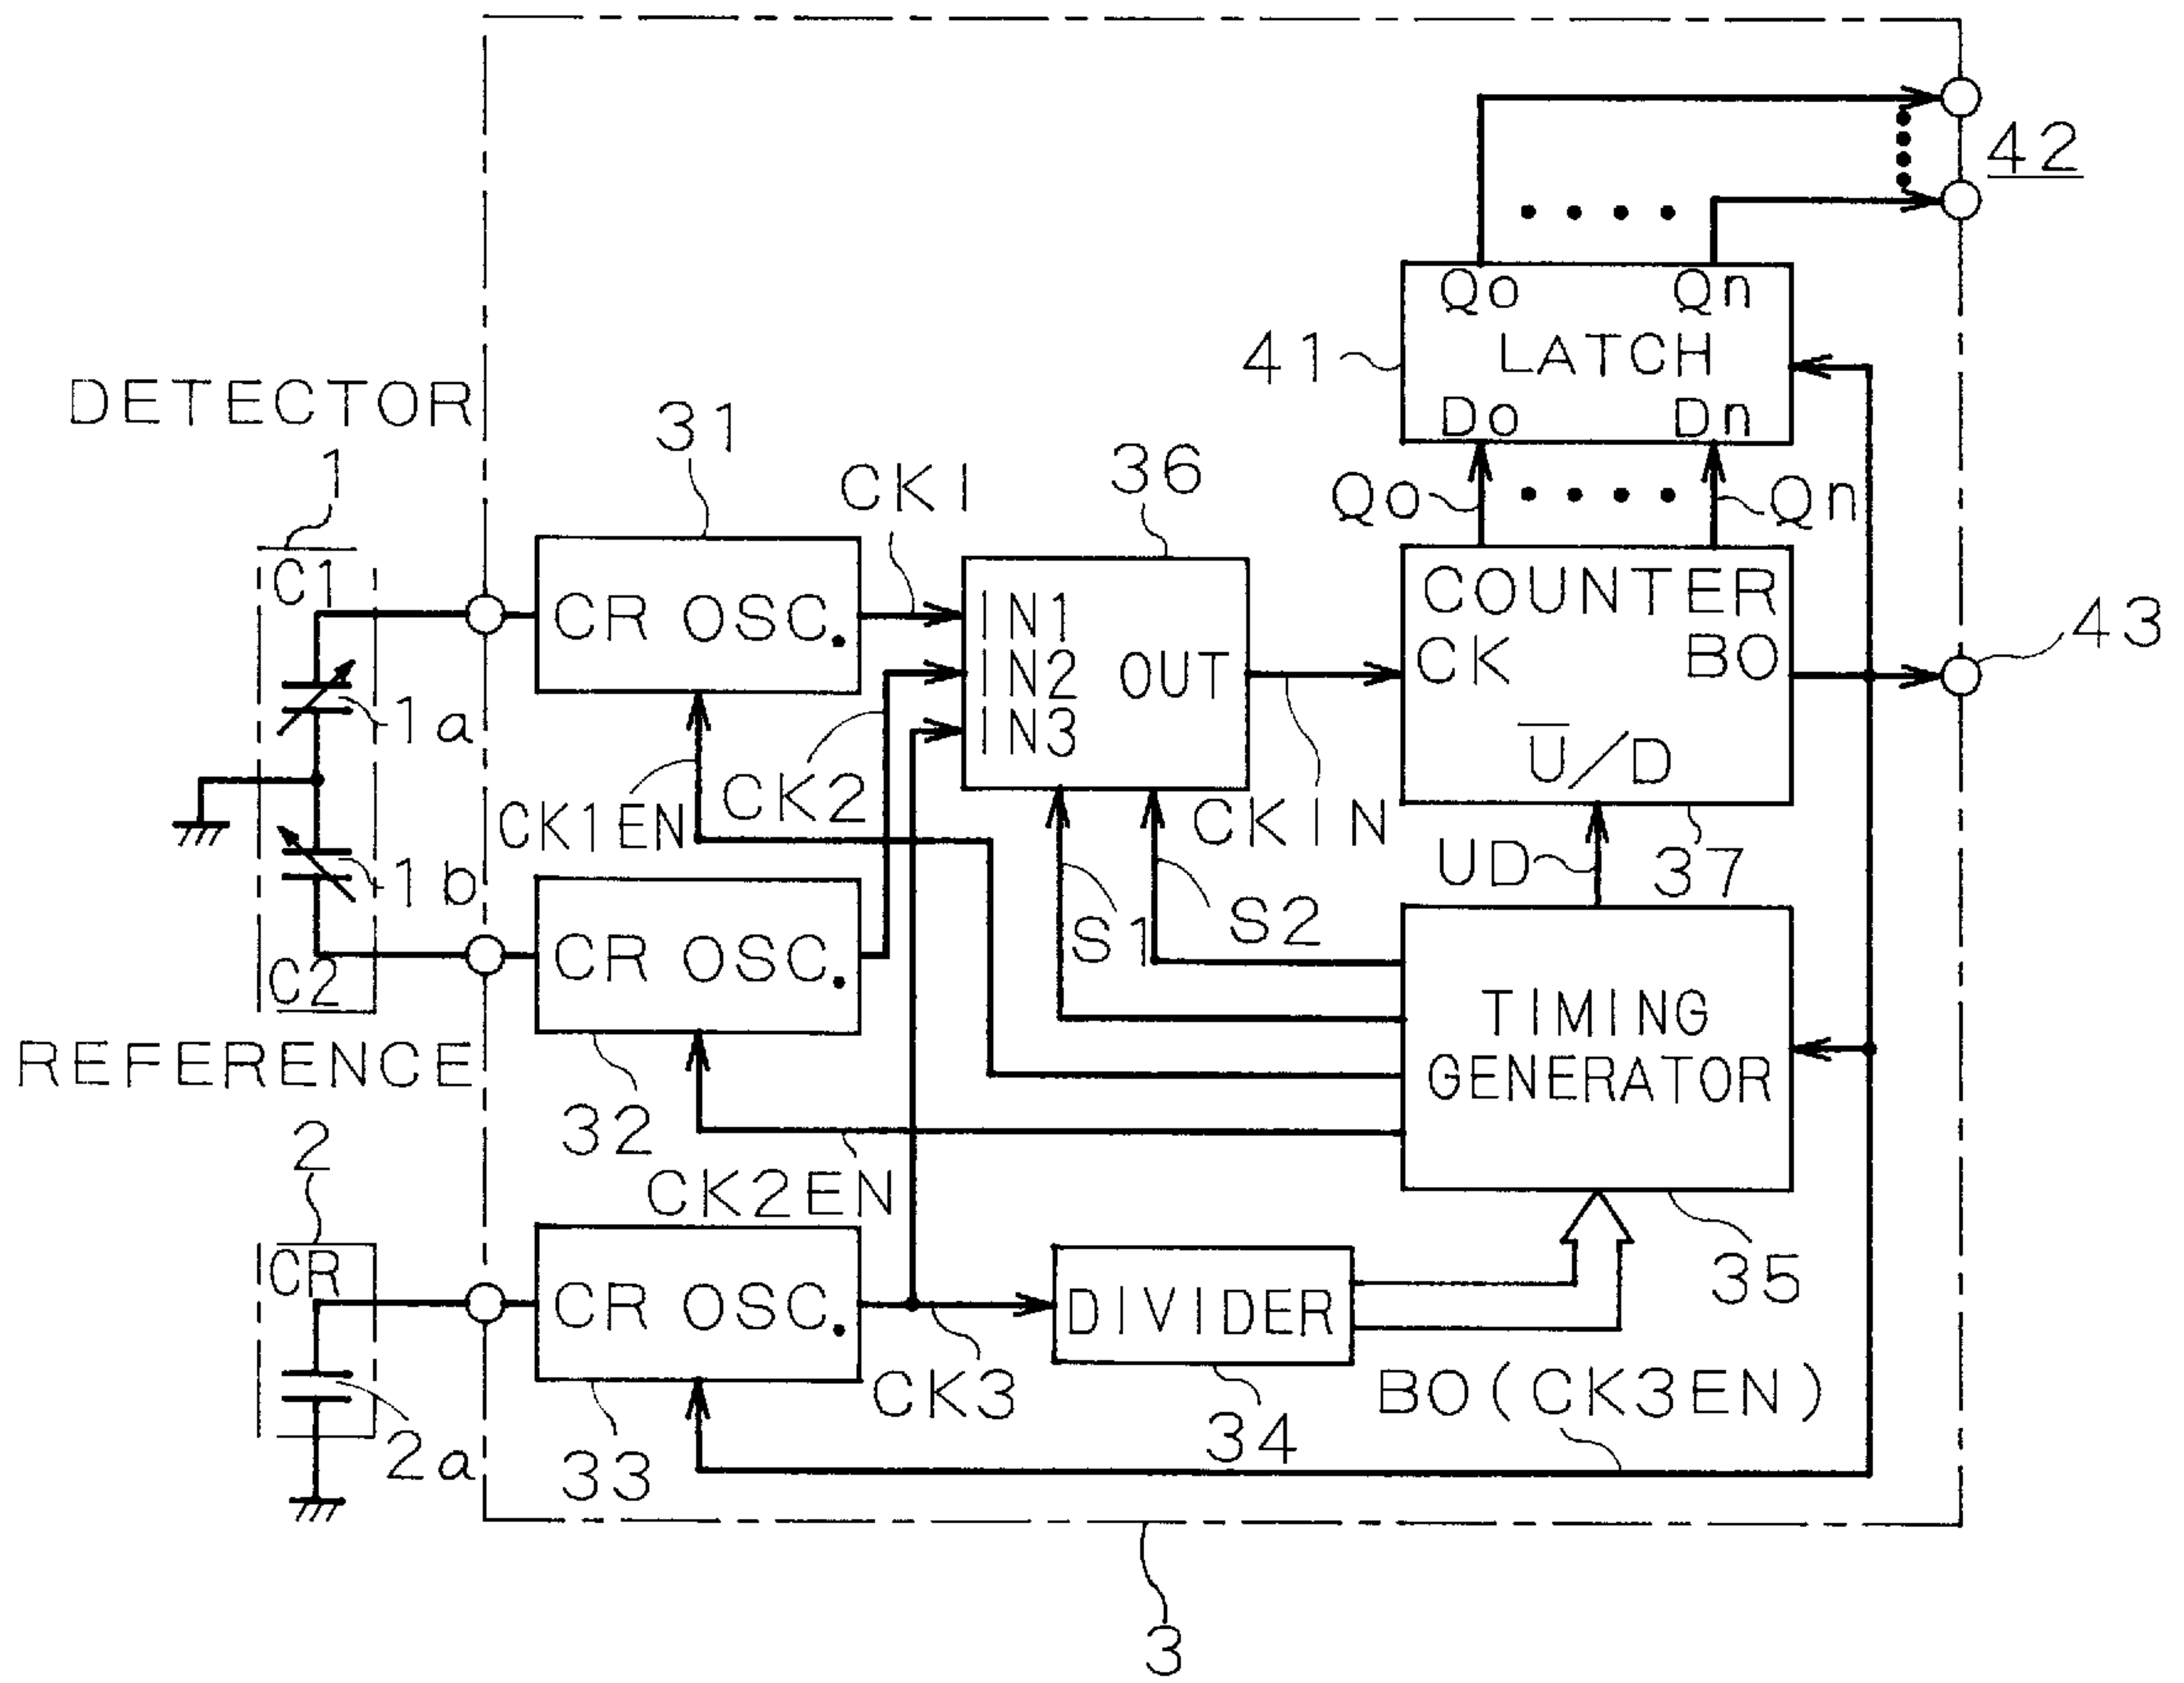 42
Qo Qn
41
LATCH
Do Dn
DETECTOR
31
1
CK1
36
Qo
Qn
C1
CR OSC.
IN1
IN2
IN3
OUT
COUNTER
CK
BO
U̅/D
43
1a
CK1EN
CK2
CKIN
UD
37
1b
S1
S2
CR OSC.
C2
TIMING
GENERATOR
REFERENCE
32
2
CK2EN
35
CR
CR OSC.
DIVIDER
CK3
BO(CK3EN)
2a
33
34
3